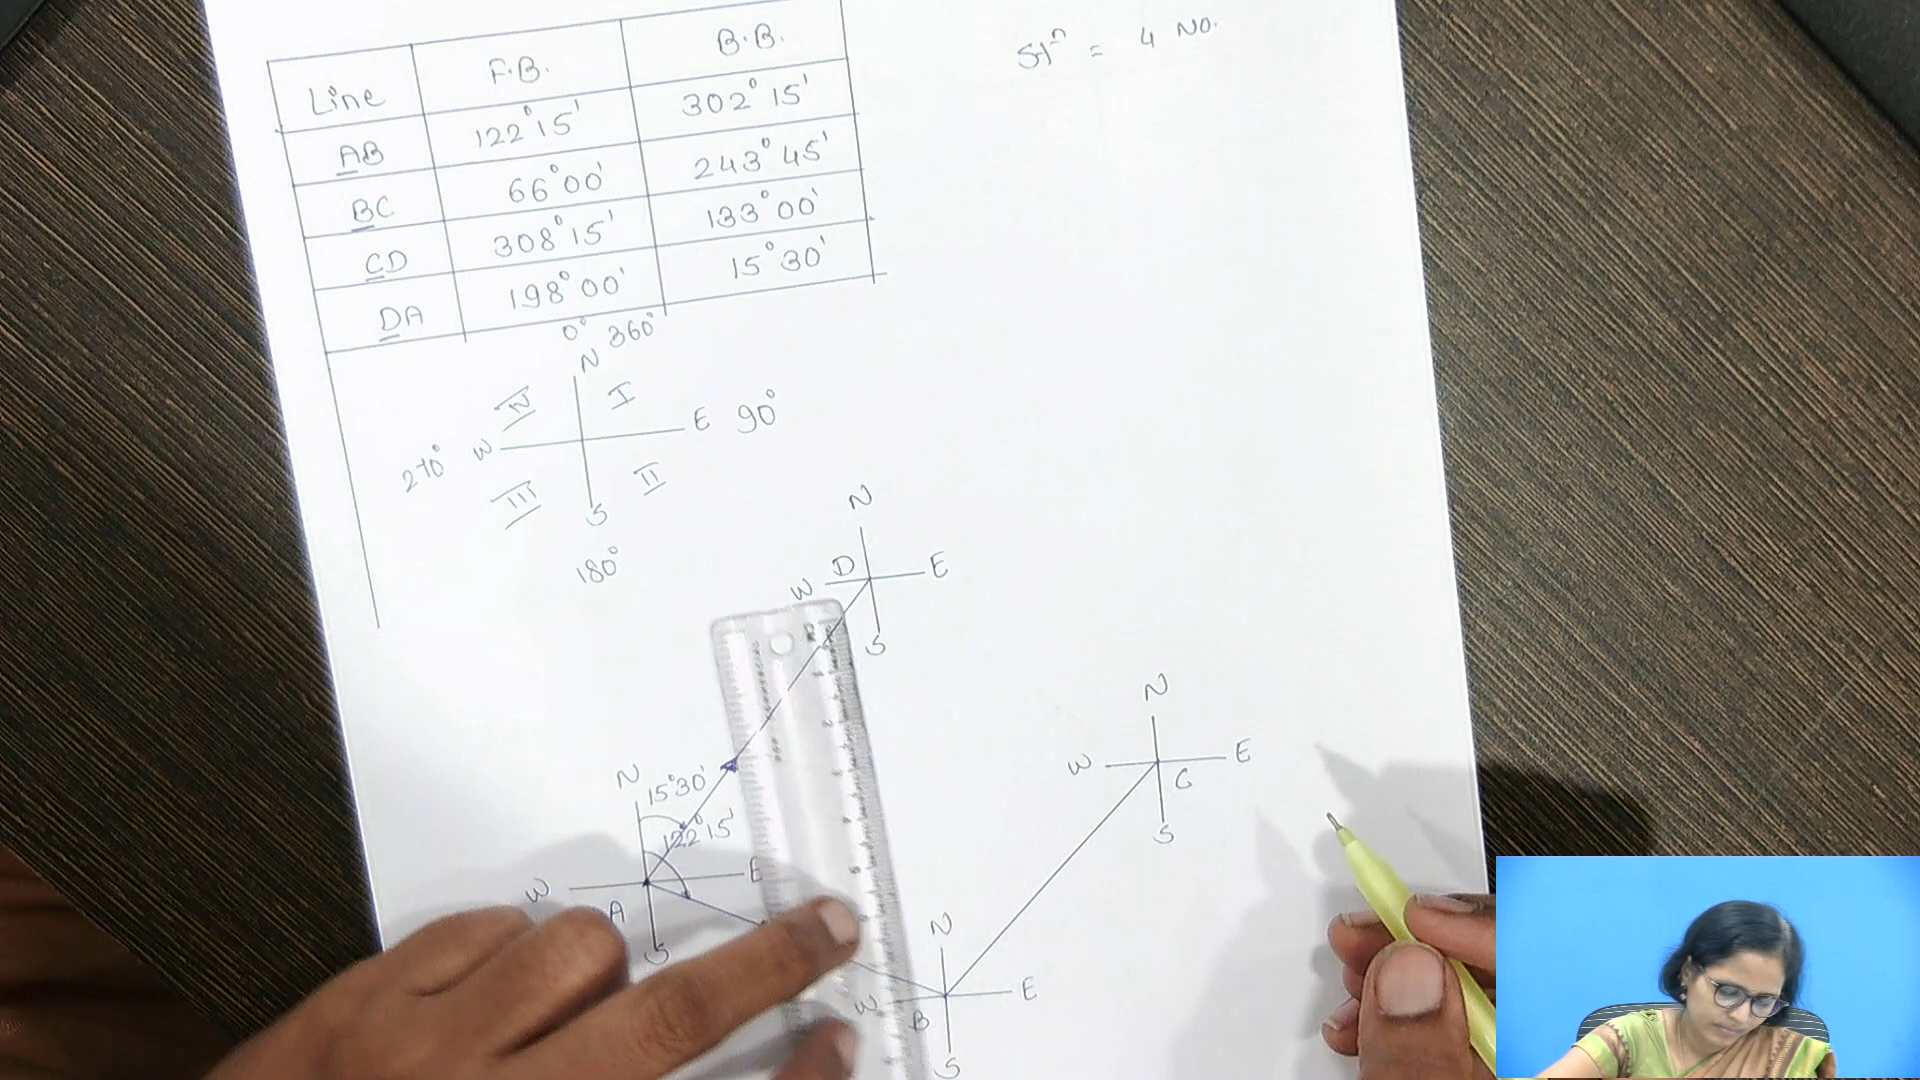 Line F.B. B.B.
AB 122°15' 302°15'
BC 66°00' 243°45'
CD 308°15' 133°00'
DA 198°00' 15°30'
Stn = 4 No.
0° 360°
N
IV I
W E 90°
270°
III II
S
180°
N
W D E
S
N
W E
C
S
N
15°30'
122°15'
W E
A
S
N
W E
B
S